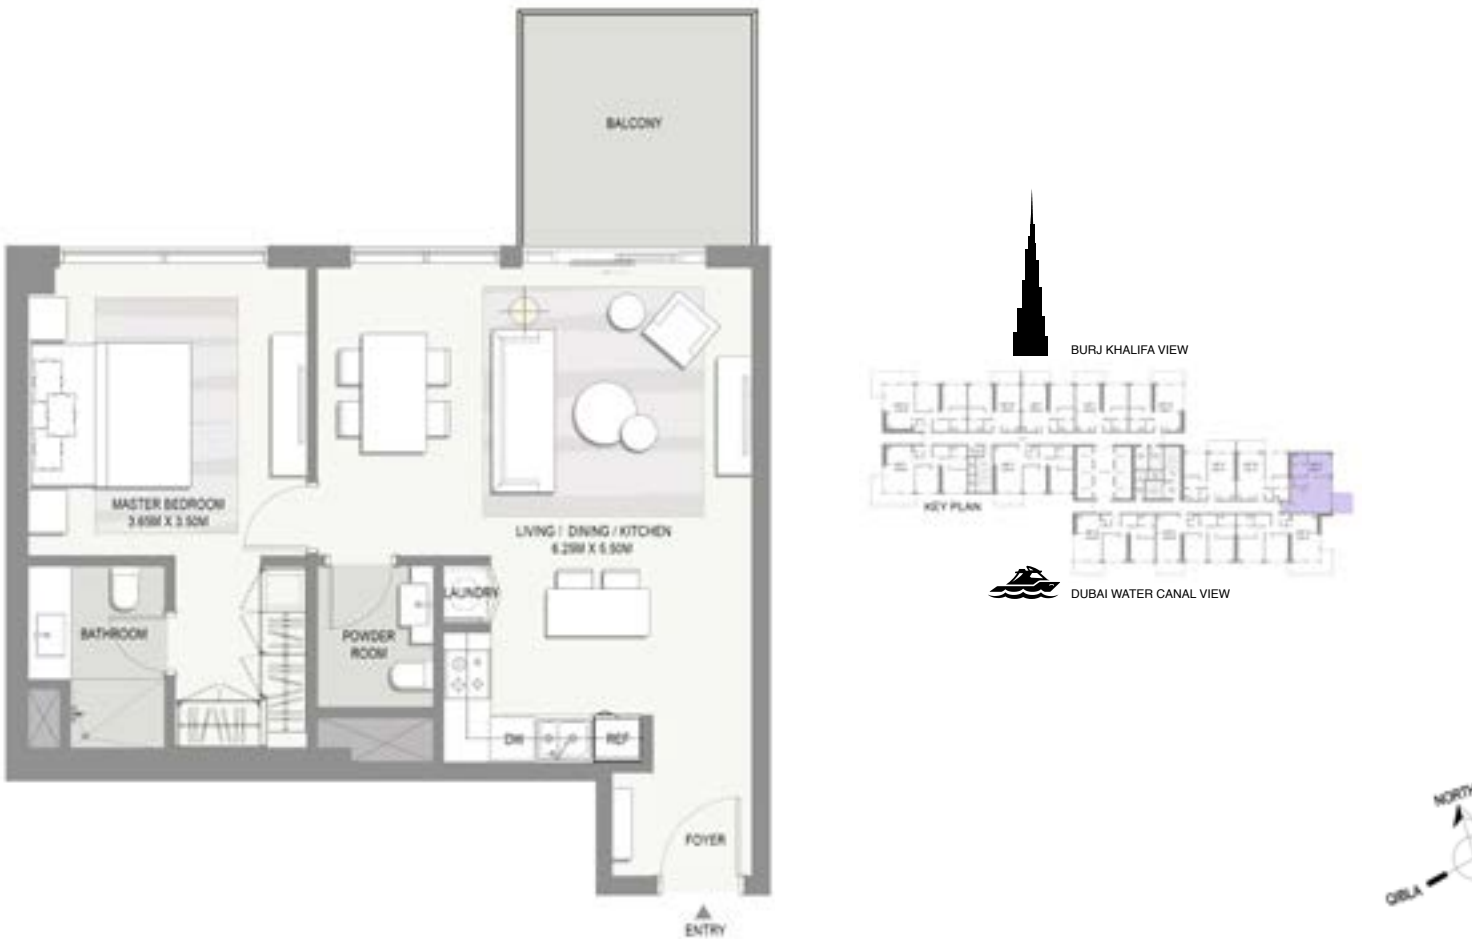 BALCONY
BURJ KHALIFA VIEW
MASTER BEDROOM
3.65M X 3.50M
LIVING / DINING / KITCHEN
6.25M X 5.50M
KEY PLAN
LAUNDRY
DUBAI WATER CANAL VIEW
BATHROOM
POWDER
ROOM
DW
REF
FOYER
ENTRY
NORTH
QIBLA